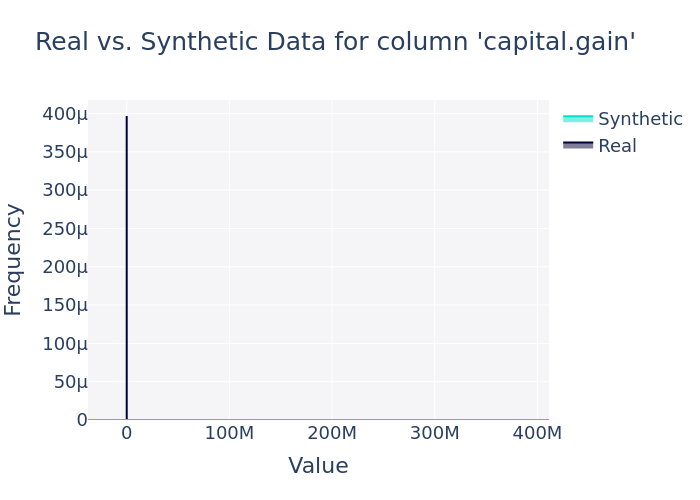 Real vs. Synthetic Data for column 'capital.gain'
Synthetic
Real
Frequency
400μ
350μ
300μ
250μ
200μ
150μ
100μ
50μ
0
0 100M 200M 300M 400M
Value